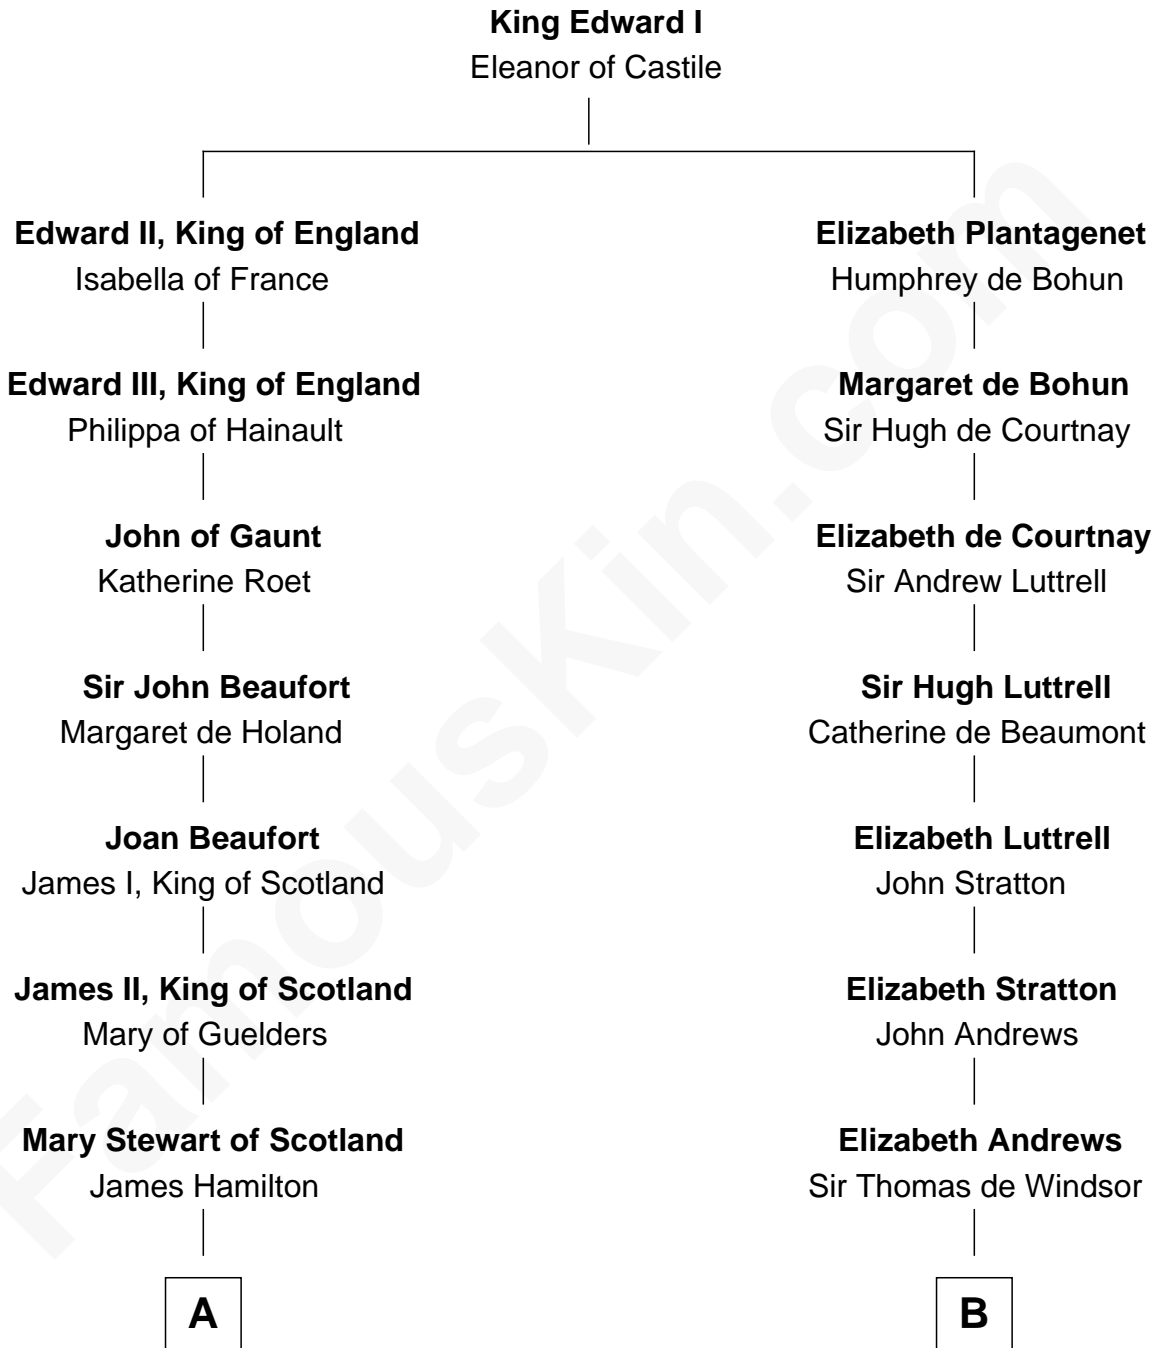 King Edward I
Eleanor of Castile
Edward II, King of England
Isabella of France
Elizabeth Plantagenet
Humphrey de Bohun
Edward III, King of England
Philippa of Hainault
Margaret de Bohun
Sir Hugh de Courtnay
John of Gaunt
Katherine Roet
Elizabeth de Courtnay
Sir Andrew Luttrell
Sir John Beaufort
Margaret de Holand
Sir Hugh Luttrell
Catherine de Beaumont
Joan Beaufort
James I, King of Scotland
Elizabeth Luttrell
John Stratton
James II, King of Scotland
Mary of Guelders
Elizabeth Stratton
John Andrews
Mary Stewart of Scotland
James Hamilton
Elizabeth Andrews
Sir Thomas de Windsor
A
B
FamousKin.com